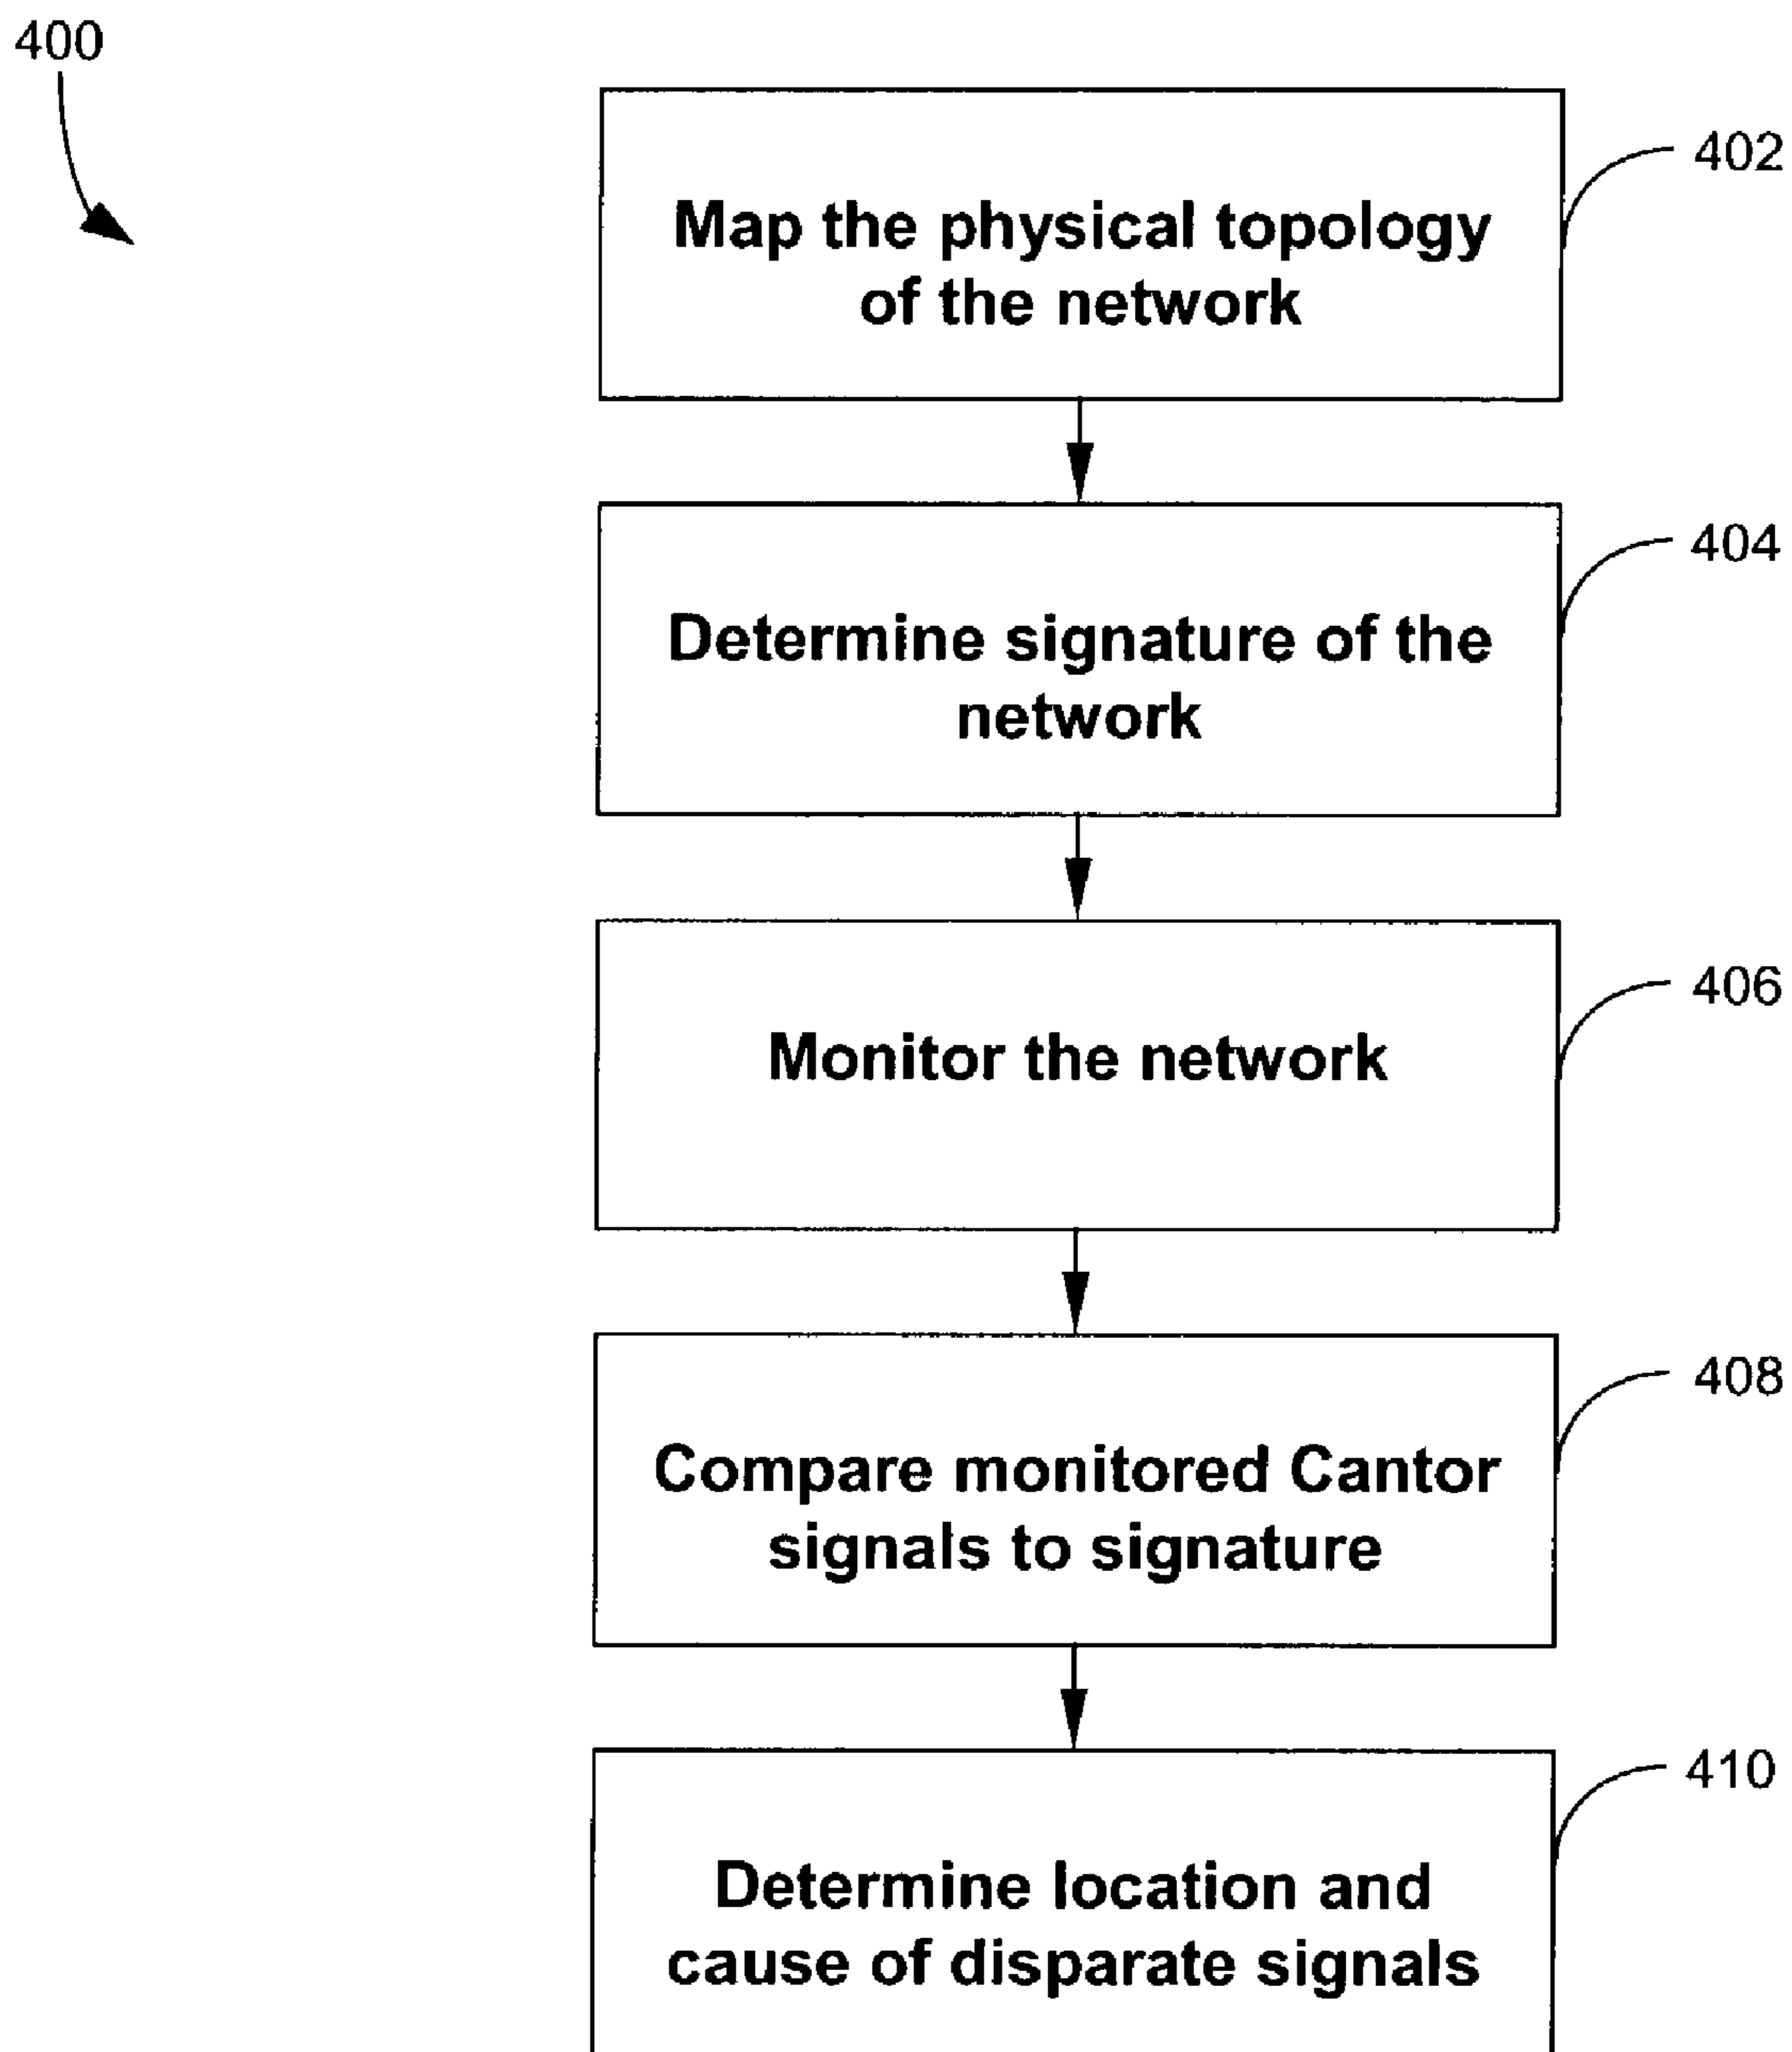 400
402
Map the physical topology
of the network
404
Determine signature of the
network
406
Monitor the network
408
Compare monitored Cantor
signals to signature
410
Determine location and
cause of disparate signals